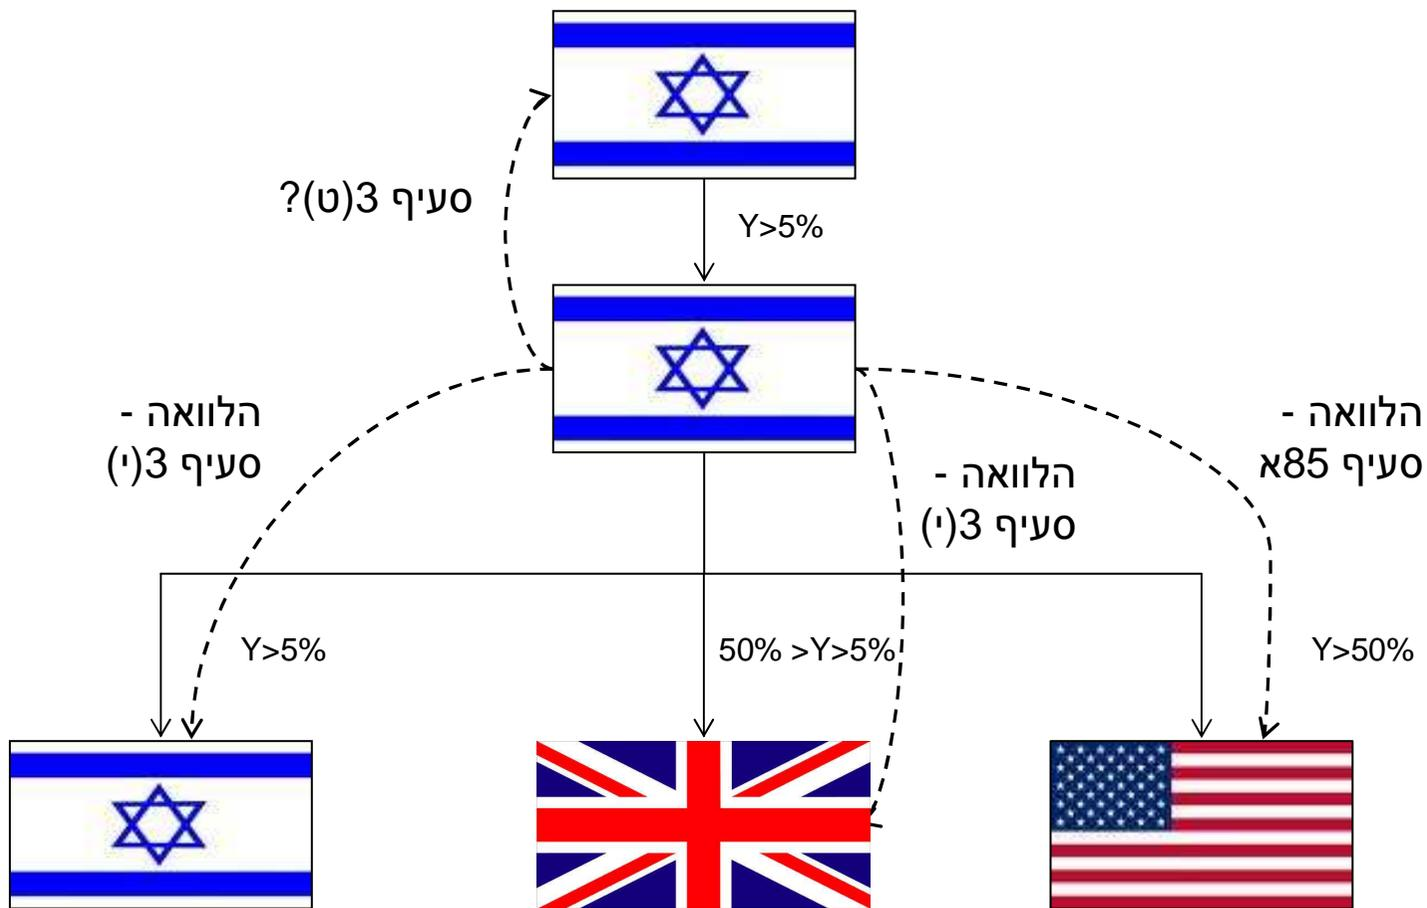 סעיף 3(ט)?
Y>5%
הלוואה -
סעיף 3(י)
הלוואה -
סעיף 85א
הלוואה -
סעיף 3(י)
Y>5%
50% >Y>5%
Y>50%